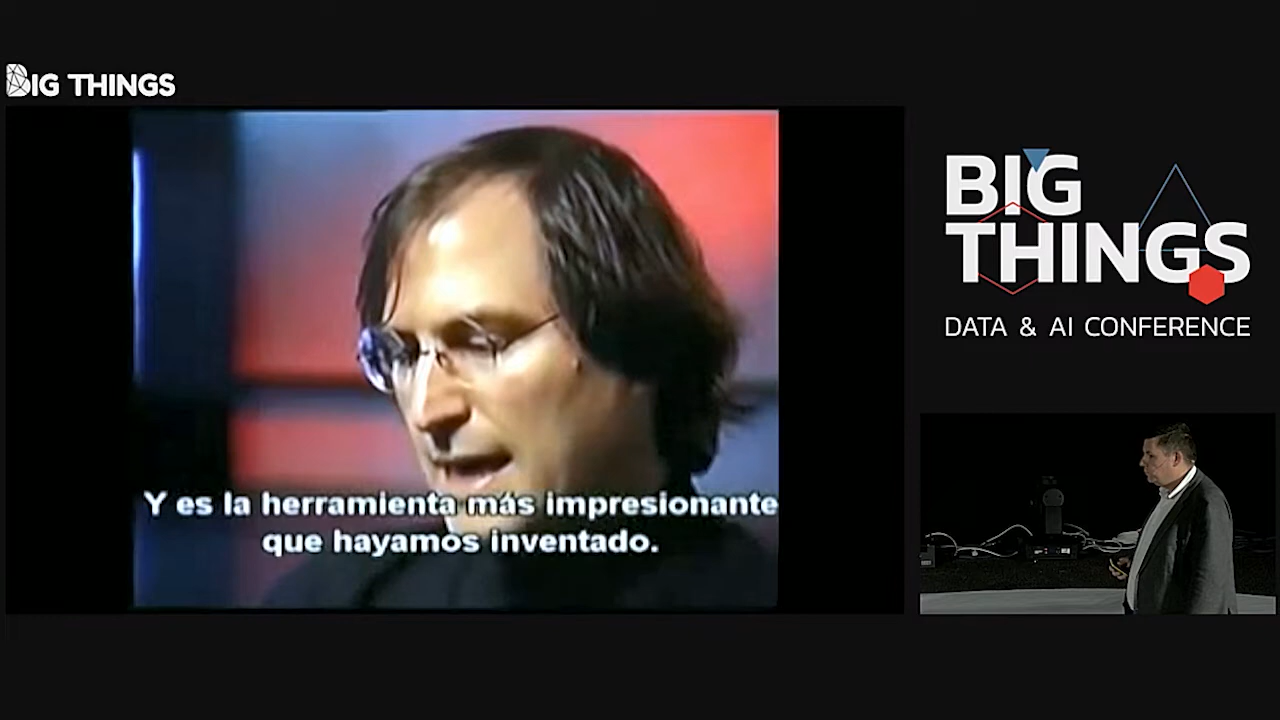 BIG THINGS
Y es la herramienta más impresionante
que hayamos inventado.
BIG
THINGS
DATA & AI CONFERENCE